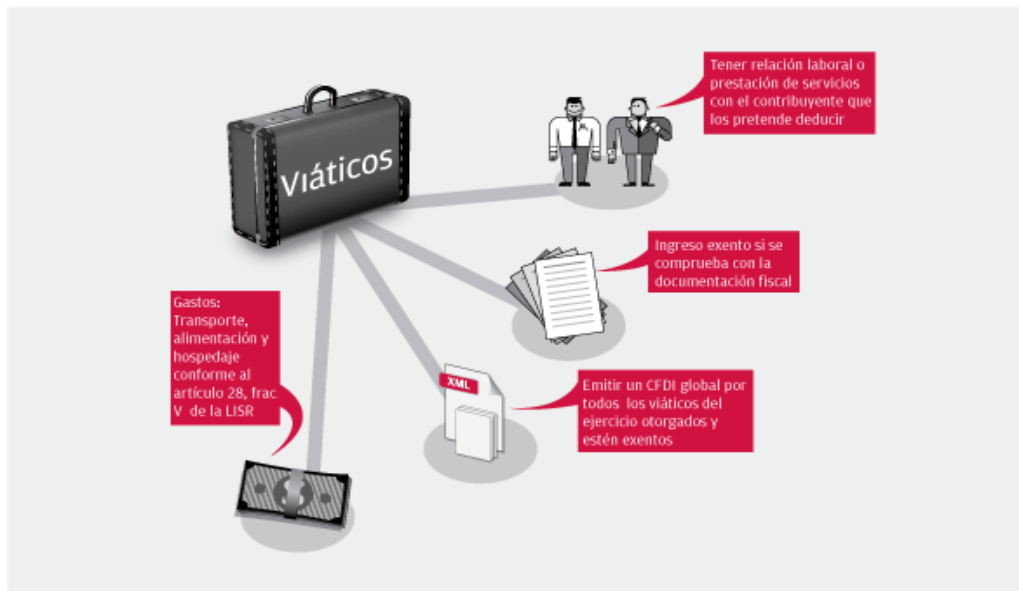 Viáticos
Tener relación laboral o
prestación de servicios
con el contribuyente que
los pretende deducir
Ingreso exento si se
comprueba con la
documentación fiscal
Gastos:
Transporte,
alimentación y
hospedaje
conforme al
artículo 28, frac
V de la LISR
XML
Emitir un CFDI global por
todos los viáticos del
ejercicio otorgados y
estén exentos
$